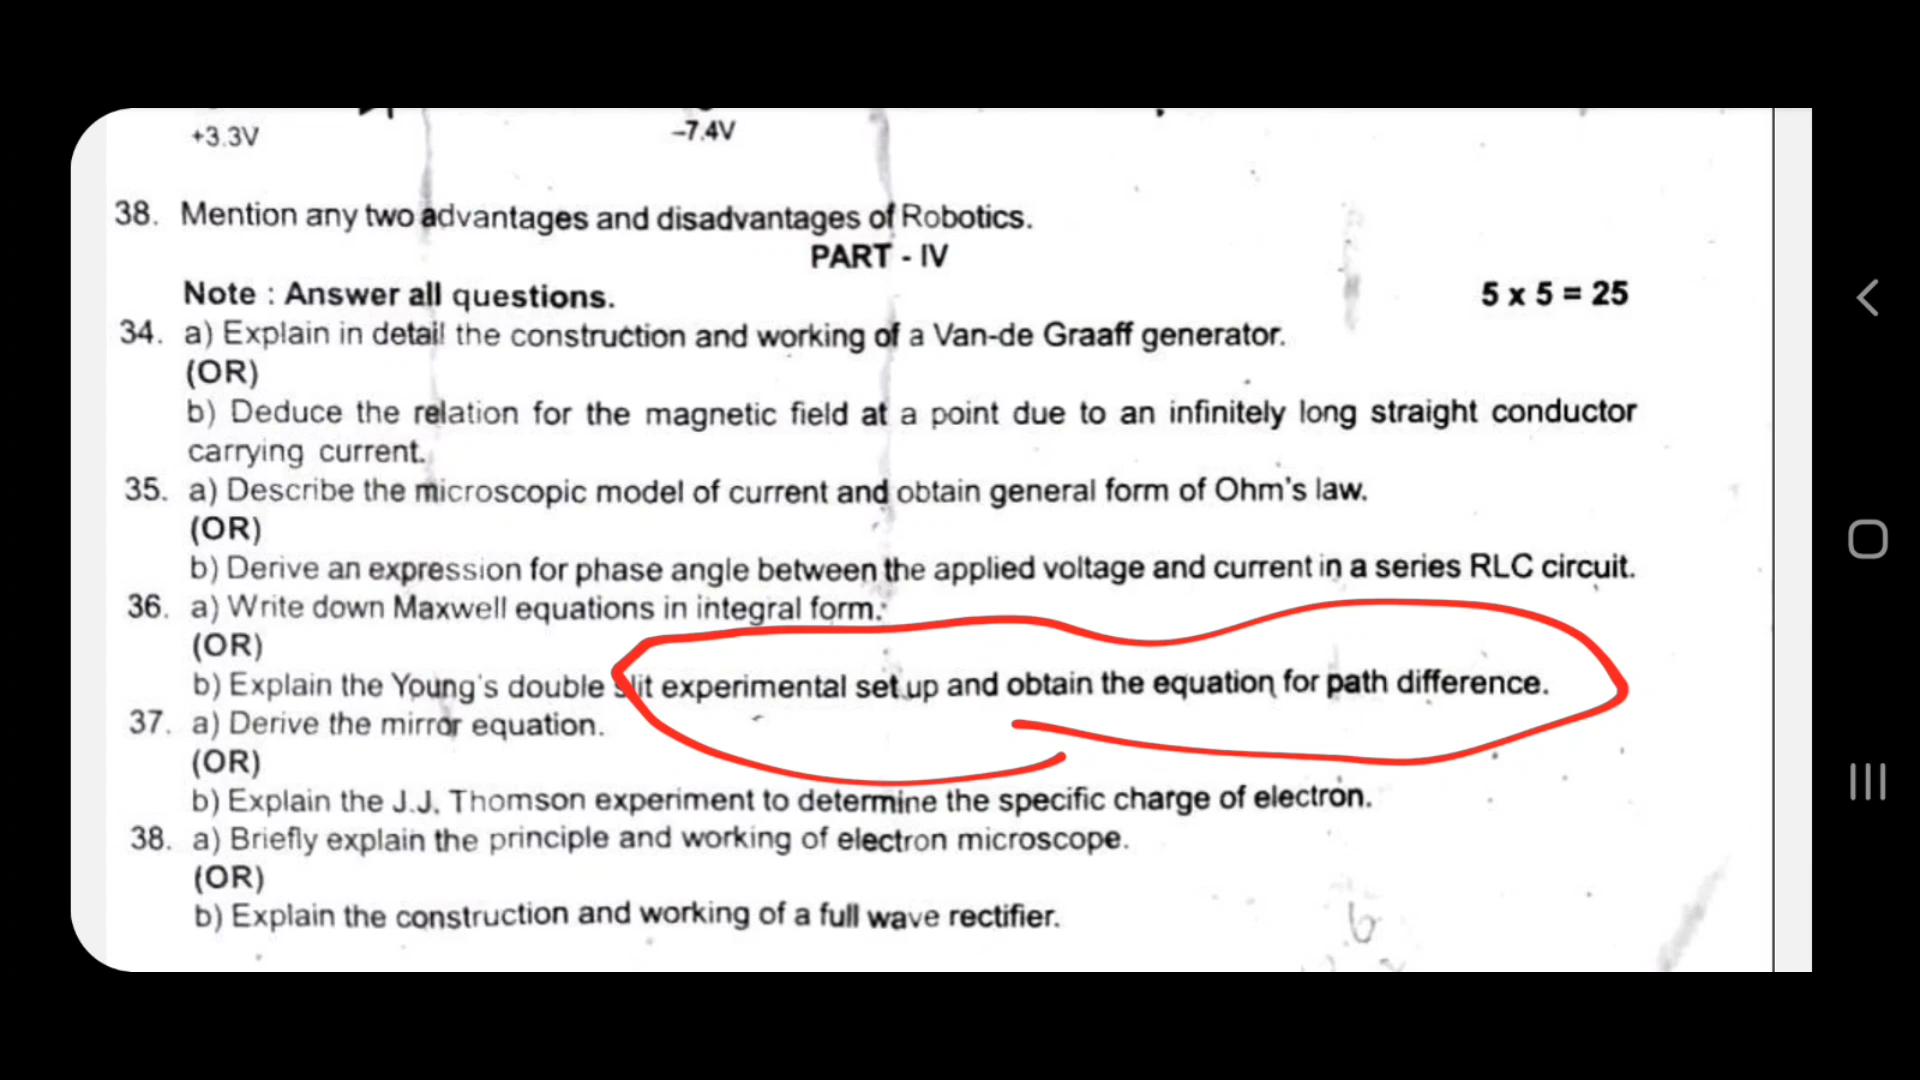 +3.3V –7.4V
38. Mention any two advantages and disadvantages of Robotics.
PART - IV
Note : Answer all questions. 5 x 5 = 25
34. a) Explain in detail the construction and working of a Van-de Graaff generator.
(OR)
b) Deduce the relation for the magnetic field at a point due to an infinitely long straight conductor
carrying current.
35. a) Describe the microscopic model of current and obtain general form of Ohm's law.
(OR)
b) Derive an expression for phase angle between the applied voltage and current in a series RLC circuit.
36. a) Write down Maxwell equations in integral form.
(OR)
b) Explain the Young's double slit experimental set up and obtain the equation for path difference.
37. a) Derive the mirror equation.
(OR)
b) Explain the J.J. Thomson experiment to determine the specific charge of electron.
38. a) Briefly explain the principle and working of electron microscope.
(OR)
b) Explain the construction and working of a full wave rectifier.